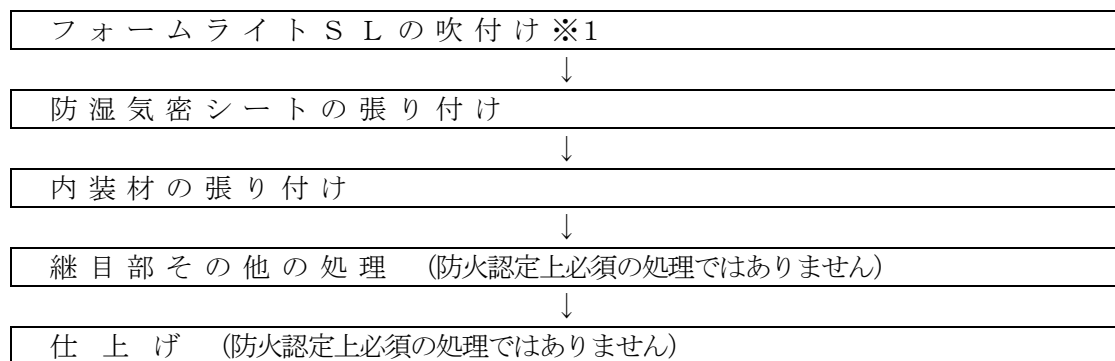 フォームライトSLの吹付け※1
↓
防湿気密シートの張り付け
↓
内装材の張り付け
↓
継目部その他の処理 (防火認定上必須の処理ではありません)
↓
仕上げ (防火認定上必須の処理ではありません)